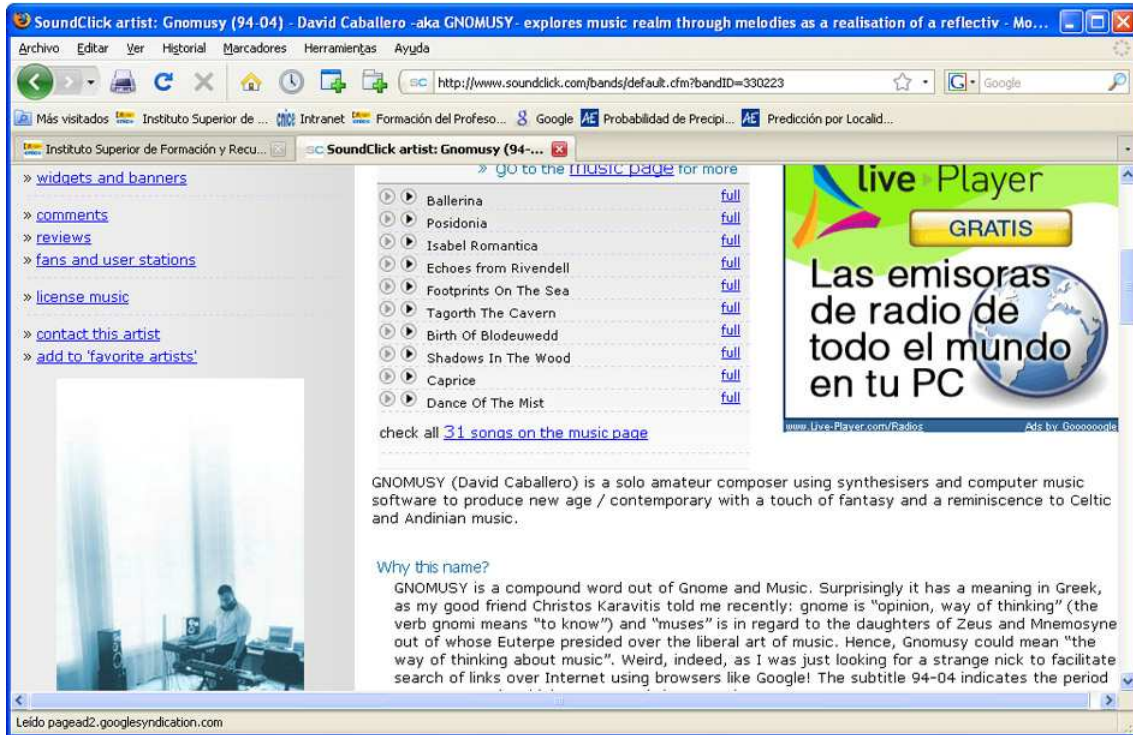 SoundClick artist: Gnomusy (94-04) - David Caballero -aka GNOMUSY- explores music realm through melodies as a realisation of a reflectiv - Mo...
Archivo Editar Ver Historial Marcadores Herramientas Ayuda
SC http://www.soundclick.com/bands/default.cfm?bandID=330223 G Google
Más visitados Instituto Superior de ... cnice Intranet Formación del Profeso... Google AE Probabilidad de Precipi... AE Predicción por Localid...
Instituto Superior de Formación y Recu... SC SoundClick artist: Gnomusy (94-...
» widgets and banners
» comments
» reviews
» fans and user stations
» license music
» contact this artist
» add to 'favorite artists'
» go to the music page for more
Ballerina full
Posidonia full
Isabel Romantica full
Echoes from Rivendell full
Footprints On The Sea full
Tagorth The Cavern full
Birth Of Blodeuwedd full
Shadows In The Wood full
Caprice full
Dance Of The Mist full
check all 31 songs on the music page
live Player
GRATIS
Las emisoras
de radio de
todo el mundo
en tu PC
www.Live-Player.com/Radios Ads by Goooooogle
GNOMUSY (David Caballero) is a solo amateur composer using synthesisers and computer music
software to produce new age / contemporary with a touch of fantasy and a reminiscence to Celtic
and Andinian music.
Why this name?
GNOMUSY is a compound word out of Gnome and Music. Surprisingly it has a meaning in Greek,
as my good friend Christos Karavitis told me recently: gnome is "opinion, way of thinking" (the
verb gnomi means "to know") and "muses" is in regard to the daughters of Zeus and Mnemosyne
out of whose Euterpe presided over the liberal art of music. Hence, Gnomusy could mean "the
way of thinking about music". Weird, indeed, as I was just looking for a strange nick to facilitate
search of links over Internet using browsers like Google! The subtitle 94-04 indicates the period
Leído pagead2.googlesyndication.com